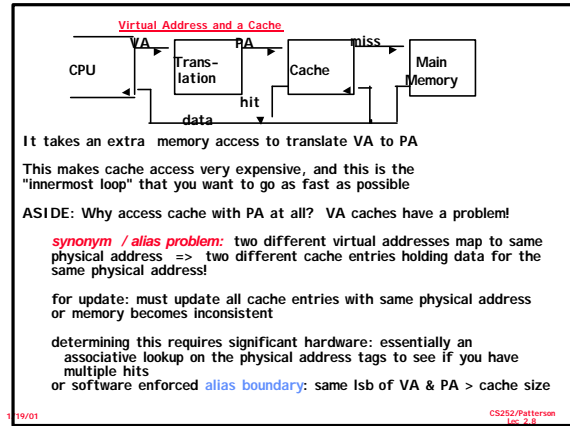 Virtual Address and a Cache
VA PA miss
CPU
Trans-
lation
Cache
Main
Memory
hit
data
It takes an extra memory access to translate VA to PA
This makes cache access very expensive, and this is the
"innermost loop" that you want to go as fast as possible
ASIDE: Why access cache with PA at all? VA caches have a problem!
synonym / alias problem: two different virtual addresses map to same
physical address => two different cache entries holding data for the
same physical address!
for update: must update all cache entries with same physical address
or memory becomes inconsistent
determining this requires significant hardware: essentially an
associative lookup on the physical address tags to see if you have
multiple hits
or software enforced alias boundary: same lsb of VA & PA > cache size
1/19/01
CS252/Patterson
Lec 2.8